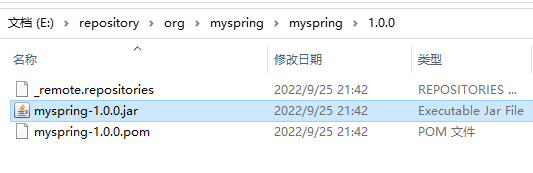 文档 (E:) > repository > org > myspring > myspring > 1.0.0
名称 修改日期 类型
_remote.repositories 2022/9/25 21:42 REPOSITORIES ...
myspring-1.0.0.jar 2022/9/25 21:42 Executable Jar File
myspring-1.0.0.pom 2022/9/25 21:42 POM 文件